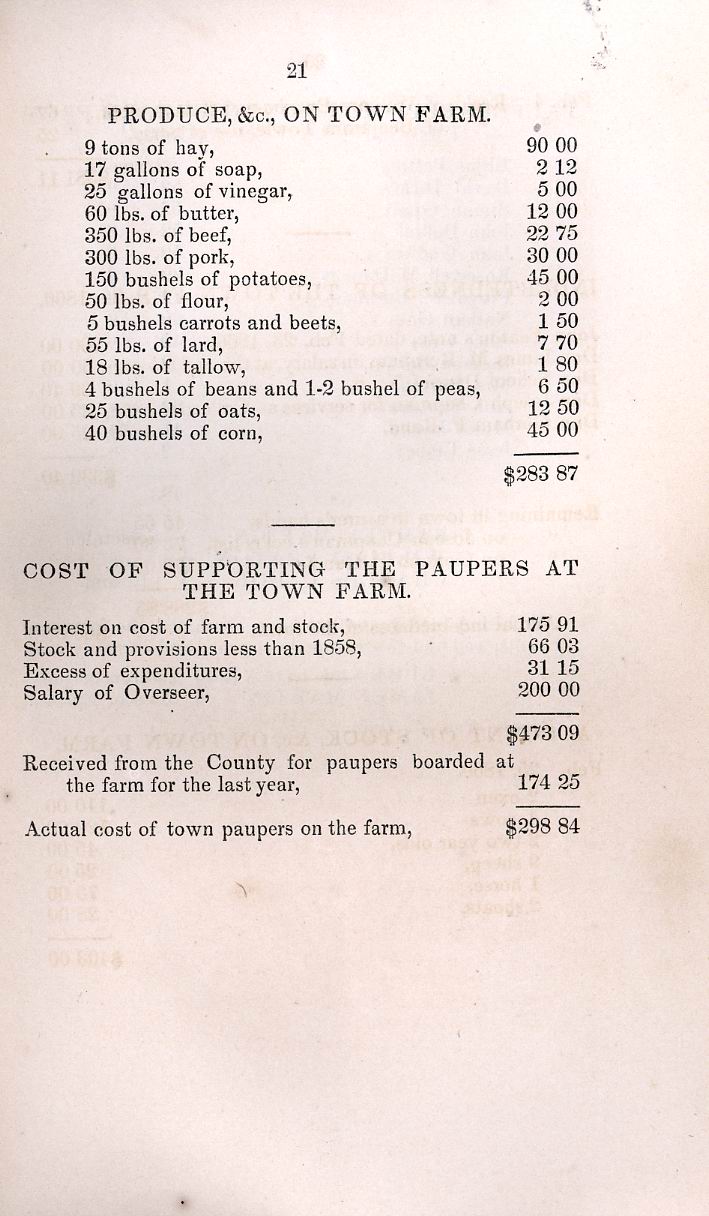 21
PRODUCE, &c., ON TOWN FARM.
9 tons of hay, 90 00
17 gallons of soap, 2 12
25 gallons of vinegar, 5 00
60 lbs. of butter, 12 00
350 lbs. of beef, 22 75
300 lbs. of pork, 30 00
150 bushels of potatoes, 45 00
50 lbs. of flour, 2 00
5 bushels carrots and beets, 1 50
55 lbs. of lard, 7 70
18 lbs. of tallow, 1 80
4 bushels of beans and 1-2 bushel of peas, 6 50
25 bushels of oats, 12 50
40 bushels of corn, 45 00
$283 87
COST OF SUPPORTING THE PAUPERS AT
THE TOWN FARM.
Interest on cost of farm and stock, 175 91
Stock and provisions less than 1858, 66 03
Excess of expenditures, 31 15
Salary of Overseer, 200 00
$473 09
Received from the County for paupers boarded at
the farm for the last year, 174 25
Actual cost of town paupers on the farm, $298 84